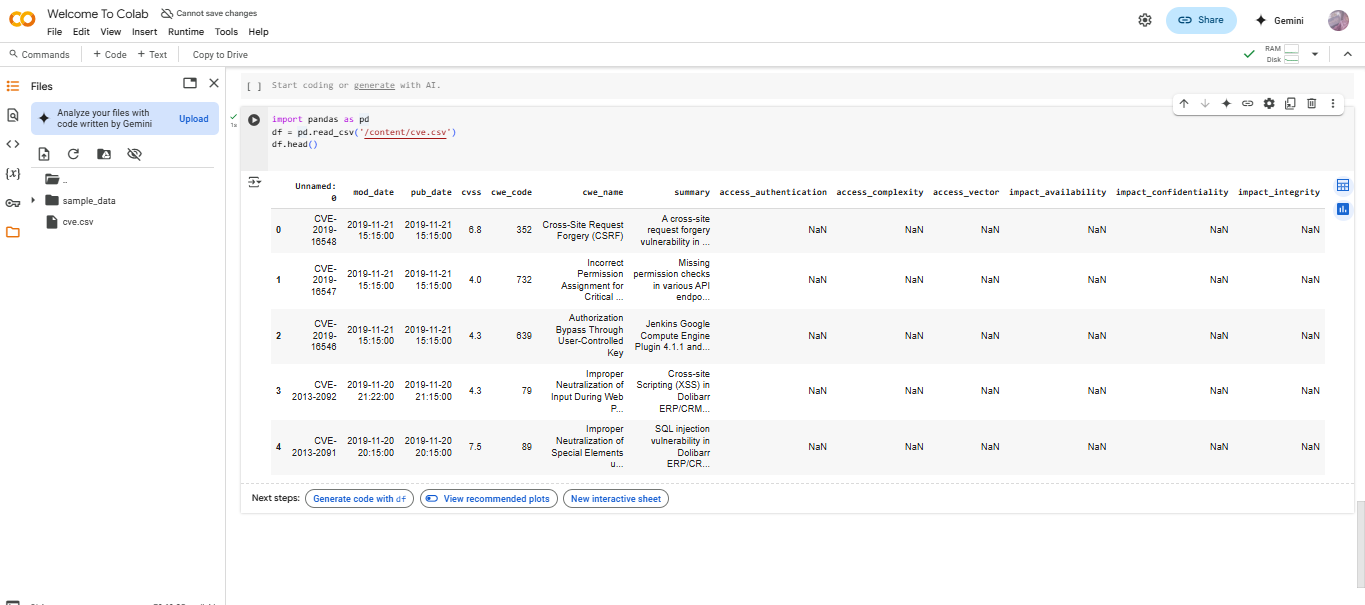 Welcome To Colab Cannot save changes
File Edit View Insert Runtime Tools Help
Share
Gemini
Commands + Code + Text Copy to Drive
RAM
Disk
Files
Analyze your files with
code written by Gemini
Upload
..
sample_data
cve.csv
{x}
[ ] Start coding or generate with AI.
1s
import pandas as pd
df = pd.read_csv('/content/cve.csv')
df.head()
Unnamed: 0 mod_date pub_date cvss cwe_code cwe_name summary access_authentication access_complexity access_vector impact_availability impact_confidentiality impact_integrity
0 CVE-2019-16548 2019-11-21 15:15:00 2019-11-21 15:15:00 6.8 352 Cross-Site Request Forgery (CSRF) A cross-site request forgery vulnerability in ... NaN NaN NaN NaN NaN NaN
1 CVE-2019-16547 2019-11-21 15:15:00 2019-11-21 15:15:00 4.0 732 Incorrect Permission Assignment for Critical ... Missing permission checks in various API endpo... NaN NaN NaN NaN NaN NaN
2 CVE-2019-16546 2019-11-21 15:15:00 2019-11-21 15:15:00 4.3 639 Authorization Bypass Through User-Controlled Key Jenkins Google Compute Engine Plugin 4.1.1 and... NaN NaN NaN NaN NaN NaN
3 CVE-2013-2092 2019-11-20 21:22:00 2019-11-20 21:15:00 4.3 79 Improper Neutralization of Input During Web P... Cross-site Scripting (XSS) in Dolibarr ERP/CRM... NaN NaN NaN NaN NaN NaN
4 CVE-2013-2091 2019-11-20 20:15:00 2019-11-20 20:15:00 7.5 89 Improper Neutralization of Special Elements u... SQL injection vulnerability in Dolibarr ERP/CR... NaN NaN NaN NaN NaN NaN
Next steps: Generate code with df View recommended plots New interactive sheet